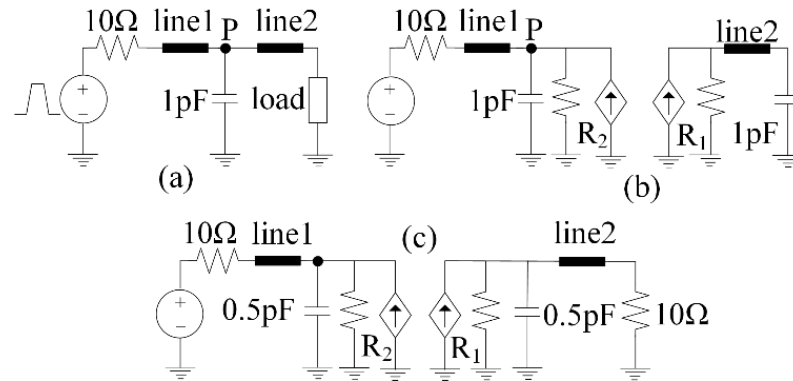 10Ω line1 P line2
1pF load
+
−
(a)
10Ω line1 P line2
1pF R2 R1 1pF
+
−
(b)
(c)
10Ω line1 line2
0.5pF R2 R1 0.5pF 10Ω
+
−